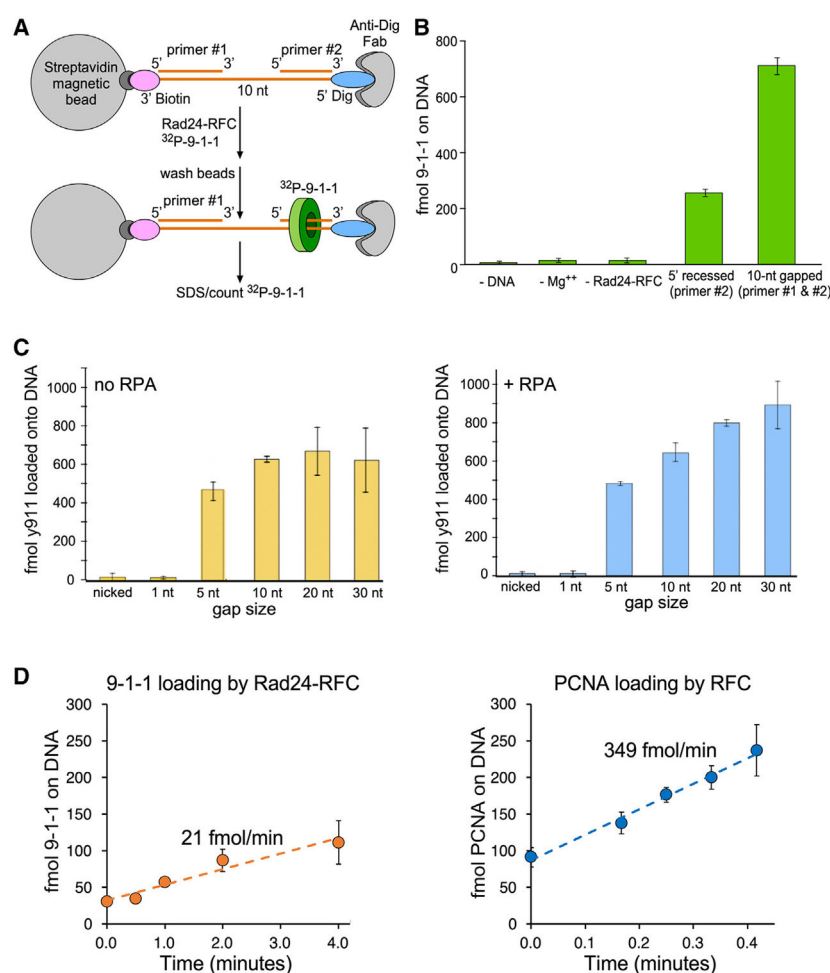 A
primer #1
primer #2
Anti-Dig
Fab
5’
3’
5’
3’
Streptavidin
magnetic
bead
10 nt
3’ Biotin
5’ Dig
Rad24-RFC
³²P-9-1-1
wash beads
primer #1
³²P-9-1-1
5’
3’
5’
3’
SDS/count ³²P-9-1-1
B
fmol 9-1-1 on DNA
800
600
400
200
0
- DNA
- Mg⁺⁺
- Rad24-RFC
5’ recessed
(primer #2)
10-nt gapped
(primer #1 & #2)
C
no RPA
fmol y911 loaded onto DNA
1000
800
600
400
200
0
nicked 1 nt 5 nt 10 nt 20 nt 30 nt
gap size
+ RPA
fmol y911 loaded onto DNA
1000
800
600
400
200
0
nicked 1 nt 5 nt 10 nt 20 nt 30 nt
gap size
D
9-1-1 loading by Rad24-RFC
fmol 9-1-1 on DNA
300
250
200
150
100
50
0
21 fmol/min
0.0 1.0 2.0 3.0 4.0
Time (minutes)
PCNA loading by RFC
fmol PCNA on DNA
300
250
200
150
100
50
0
349 fmol/min
0.0 0.1 0.2 0.3 0.4
Time (minutes)